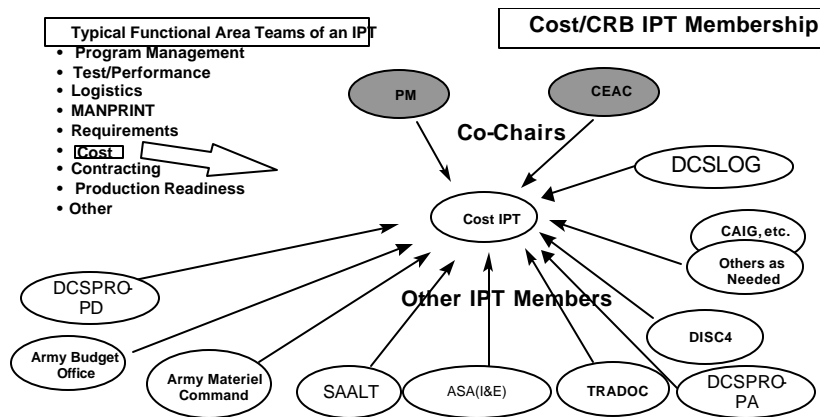 Typical Functional Area Teams of an IPT
• Program Management
• Test/Performance
• Logistics
• MANPRINT
• Requirements
• Cost
• Contracting
• Production Readiness
• Other
Cost/CRB IPT Membership
PM
CEAC
Co-Chairs
DCSLOG
Cost IPT
CAIG, etc.
Others as
Needed
DCSPRO-
PD
Other IPT Members
DISC4
Army Budget
Office
Army Materiel
Command
SAALT
ASA(I&E)
TRADOC
DCSPRO-
PA